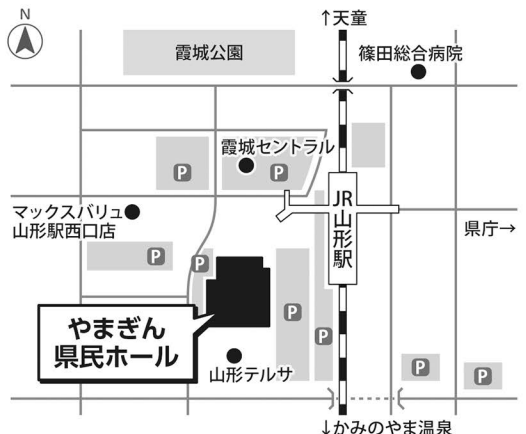 N
↑天童
霞城公園
篠田総合病院
霞城セントラル
P
P
マックスバリュ
山形駅西口店
JR山形駅
県庁→
P
P
P
やまぎん
県民ホール
P
山形テルサ
P
P
↓かみのやま温泉